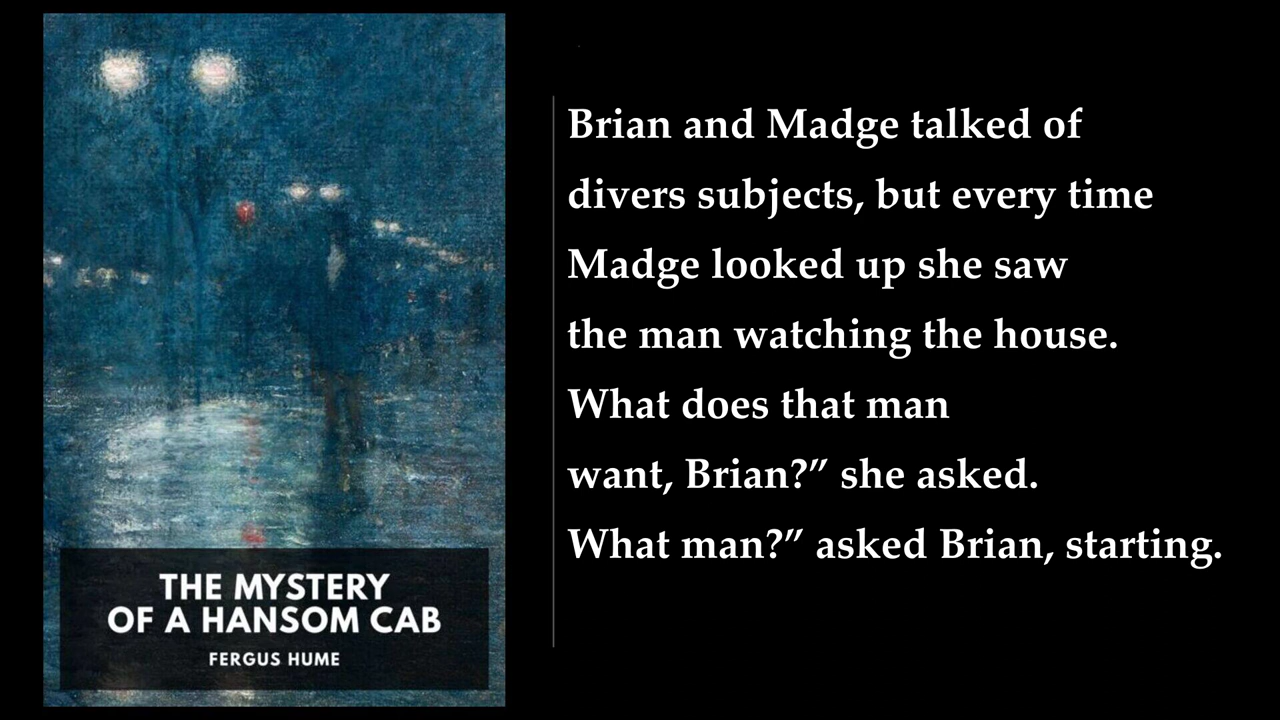 THE MYSTERY
OF A HANSOM CAB
FERGUS HUME
Brian and Madge talked of
divers subjects, but every time
Madge looked up she saw
the man watching the house.
What does that man
want, Brian?” she asked.
What man?” asked Brian, starting.